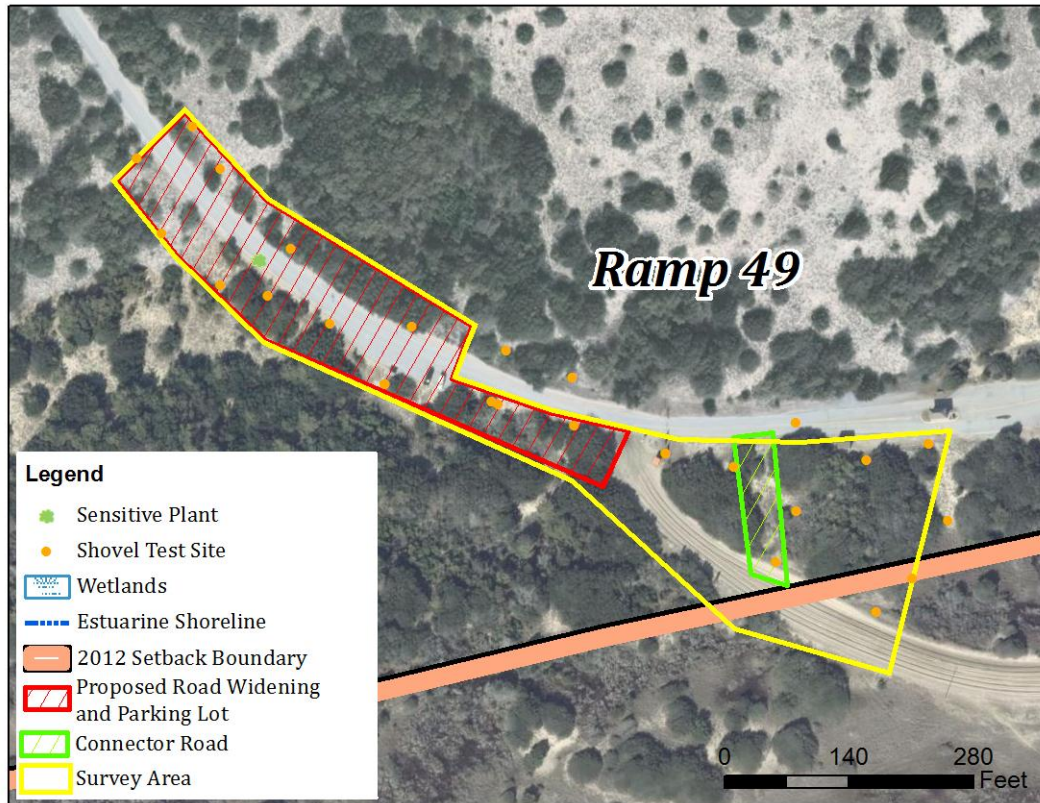 Ramp 49
Legend
Sensitive Plant
Shovel Test Site
Wetlands
Estuarine Shoreline
2012 Setback Boundary
Proposed Road Widening
and Parking Lot
Connector Road
Survey Area
0 140 280
Feet